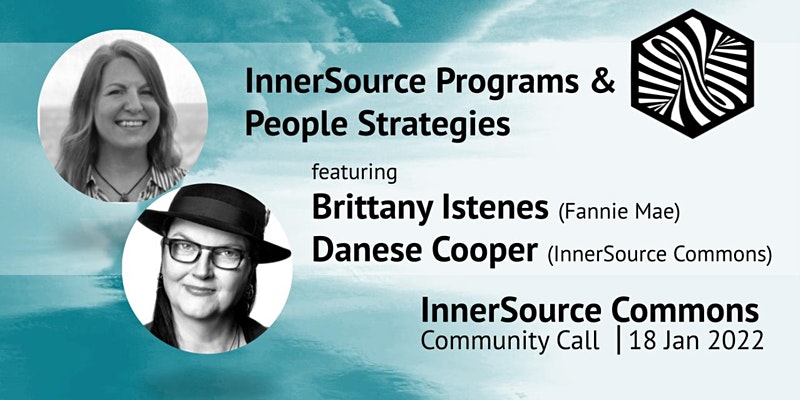 InnerSource Programs &
People Strategies
featuring
Brittany Istenes (Fannie Mae)
Danese Cooper (InnerSource Commons)
InnerSource Commons
Community Call | 18 Jan 2022